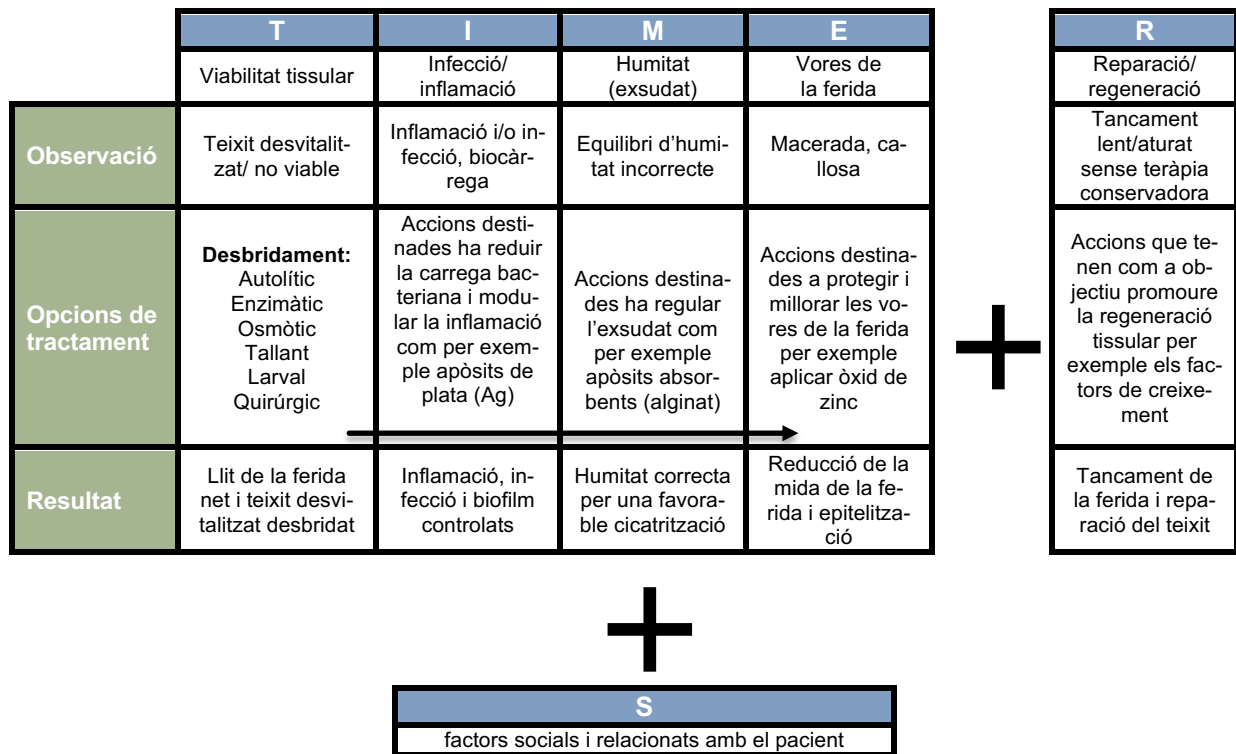 T
I
M
E
R
Viabilitat tissular
Infecció/
inflamació
Humitat
(exsudat)
Vores de
la ferida
Reparació/
regeneració
Observació
Teixit desvitalit-
zat/ no viable
Inflamació i/o in-
fecció, biocàr-
rega
Equilibri d’humi-
tat incorrecte
Macerada, ca-
llosa
Tancament
lent/aturat
sense teràpia
conservadora
Opcions de
tractament
Desbridament:
Autolític
Enzimàtic
Osmòtic
Tallant
Larval
Quirúrgic
Accions desti-
nades ha reduir
la carrega bac-
teriana i modu-
lar la inflamació
com per exem-
ple apòsits de
plata (Ag)
Accions destina-
des ha regular
l’exsudat com
per exemple
apòsits absor-
bents (alginat)
Accions destina-
des a protegir i
millorar les vo-
res de la ferida
per exemple
aplicar òxid de
zinc
Accions que te-
nen com a ob-
jectiu promoure
la regeneració
tissular per
exemple els fac-
tors de creixe-
ment
Resultat
Llit de la ferida
net i teixit desvi-
talitzat desbridat
Inflamació, in-
fecció i biofilm
controlats
Humitat correcta
per una favora-
ble cicatrització
Reducció de la
mida de la fe-
rida i epitelitza-
ció
Tancament de
la ferida i repa-
ració del teixit
S
factors socials i relacionats amb el pacient